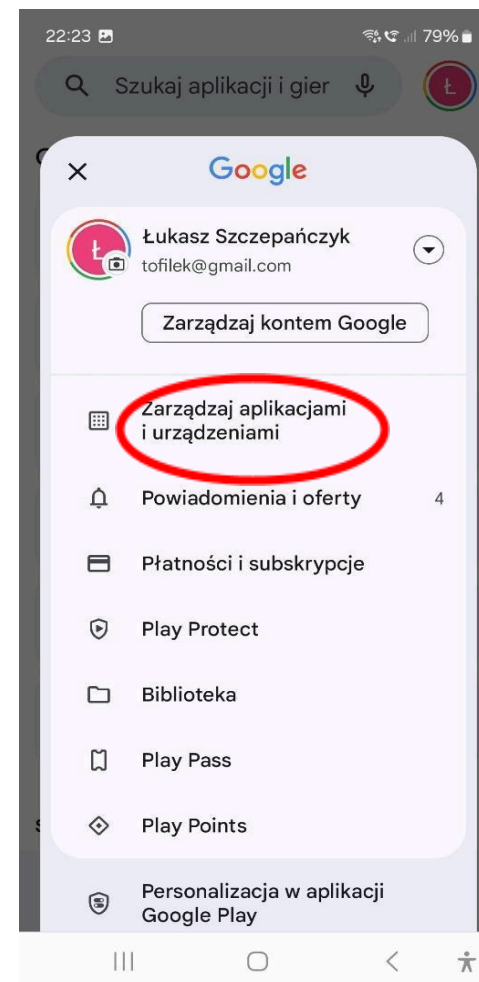 22:23 79%
Szukaj aplikacji i gier Ł
Google
Ł Łukasz Szczepańczyk
tofilek@gmail.com
Zarządzaj kontem Google
Zarządzaj aplikacjami
i urządzeniami
Powiadomienia i oferty 4
Płatności i subskrypcje
Play Protect
Biblioteka
Play Pass
Play Points
Personalizacja w aplikacji
Google Play